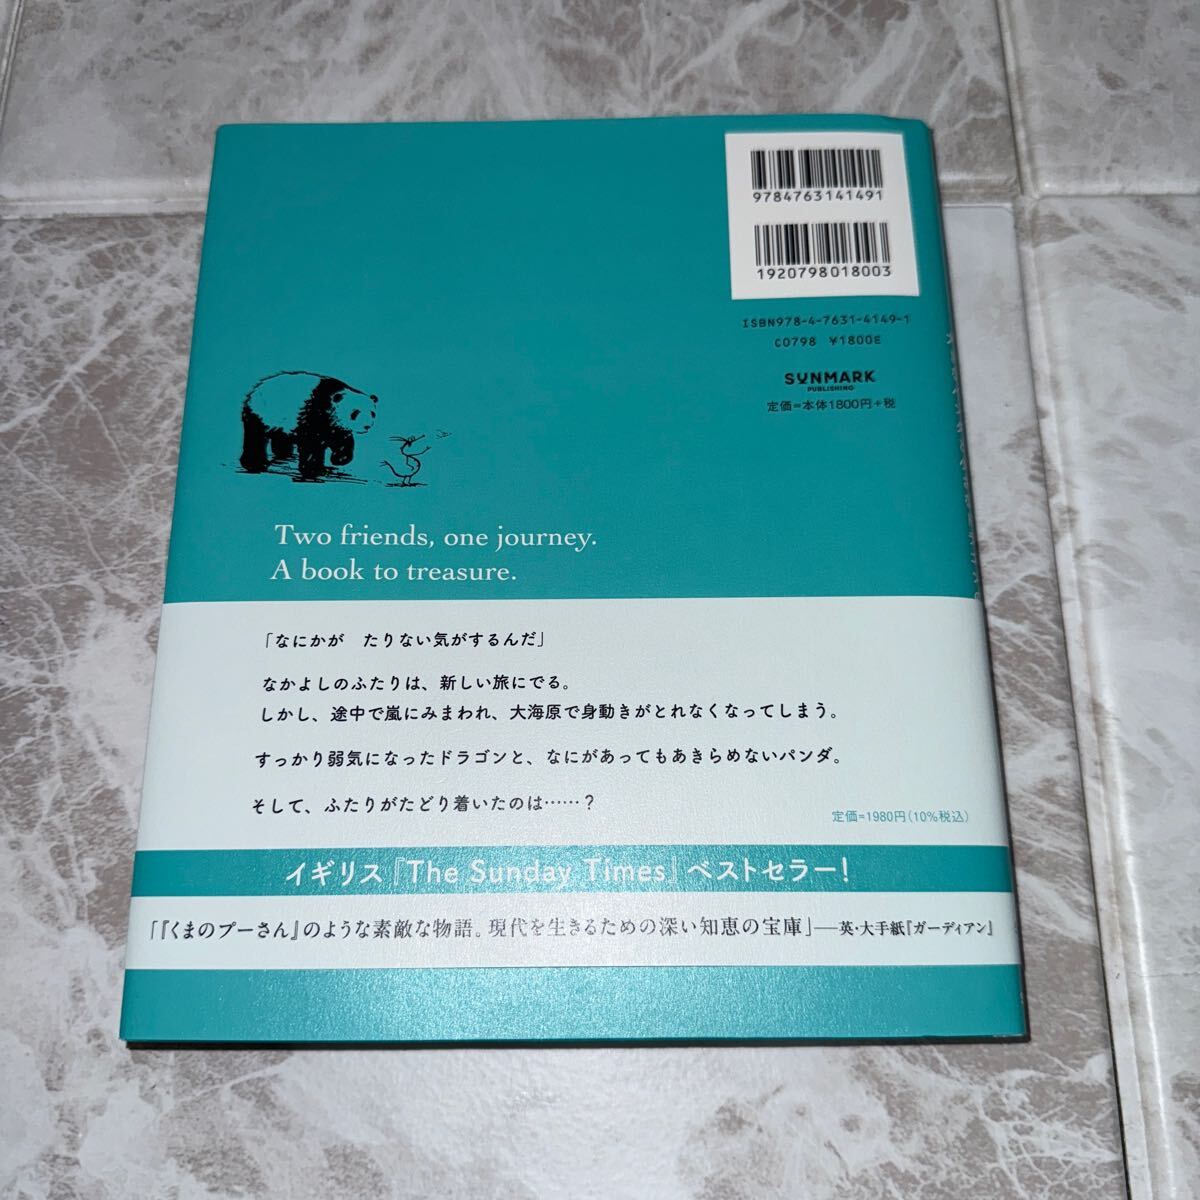 9784763141491
1920798018003
ISBN978-4-7631-4149-1
C0798 ¥1800E
SUNMARK
PUBLISHING
定価=本体1800円+税
Two friends, one journey.
A book to treasure.
「なにかが　たりない気がするんだ」
なかよしのふたりは、新しい旅にでる。
しかし、途中で嵐にみまわれ、大海原で身動きがとれなくなってしまう。
すっかり弱気になったドラゴンと、なにがあってもあきらめないパンダ。
そして、ふたりがたどり着いたのは……？
定価=1980円(10%税込)
イギリス『The Sunday Times』ベストセラー！
「『くまのプーさん』のような素敵な物語。現代を生きるための深い知恵の宝庫」――英・大手紙『ガーディアン』